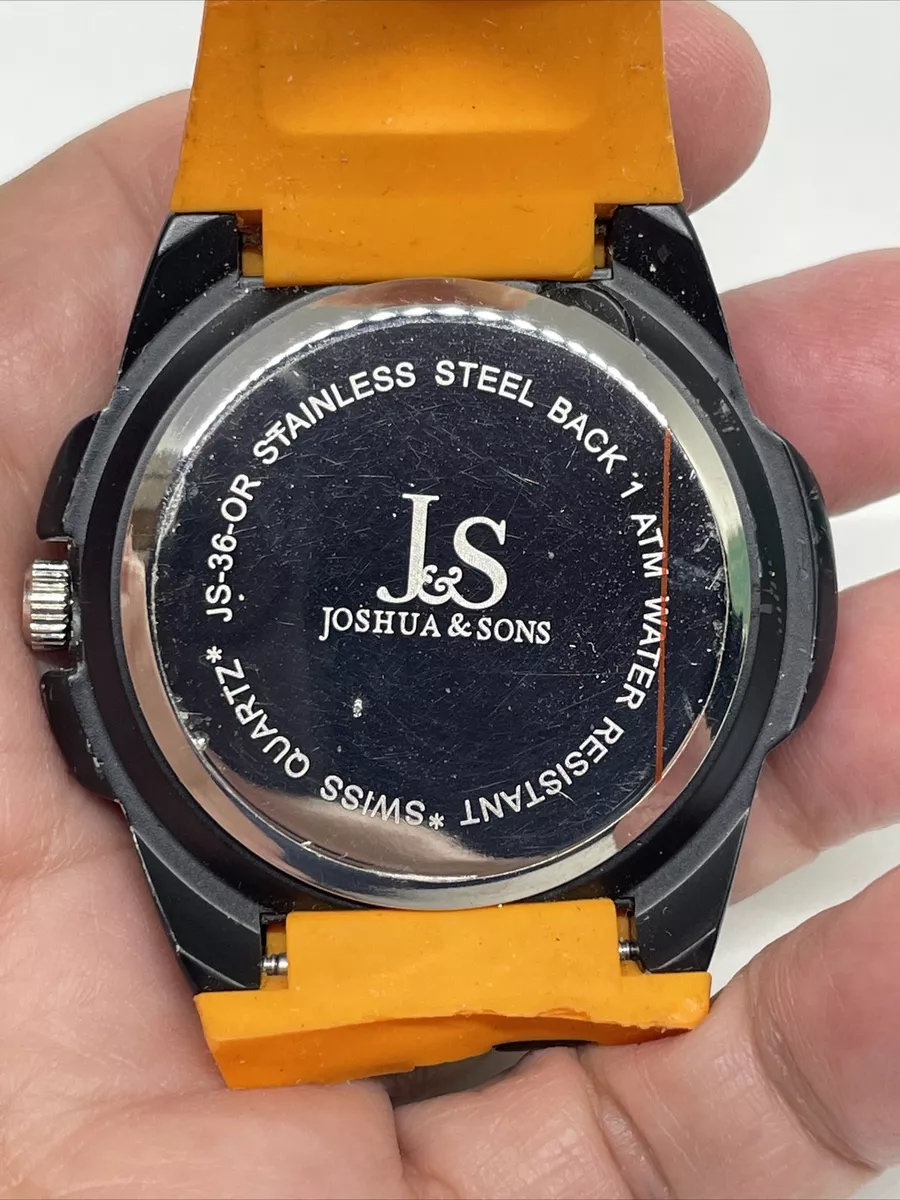 J&S
JOSHUA & SONS
JS-36-OR STAINLESS STEEL BACK 1 ATM WATER RESISTANT *SWISS QUARTZ*